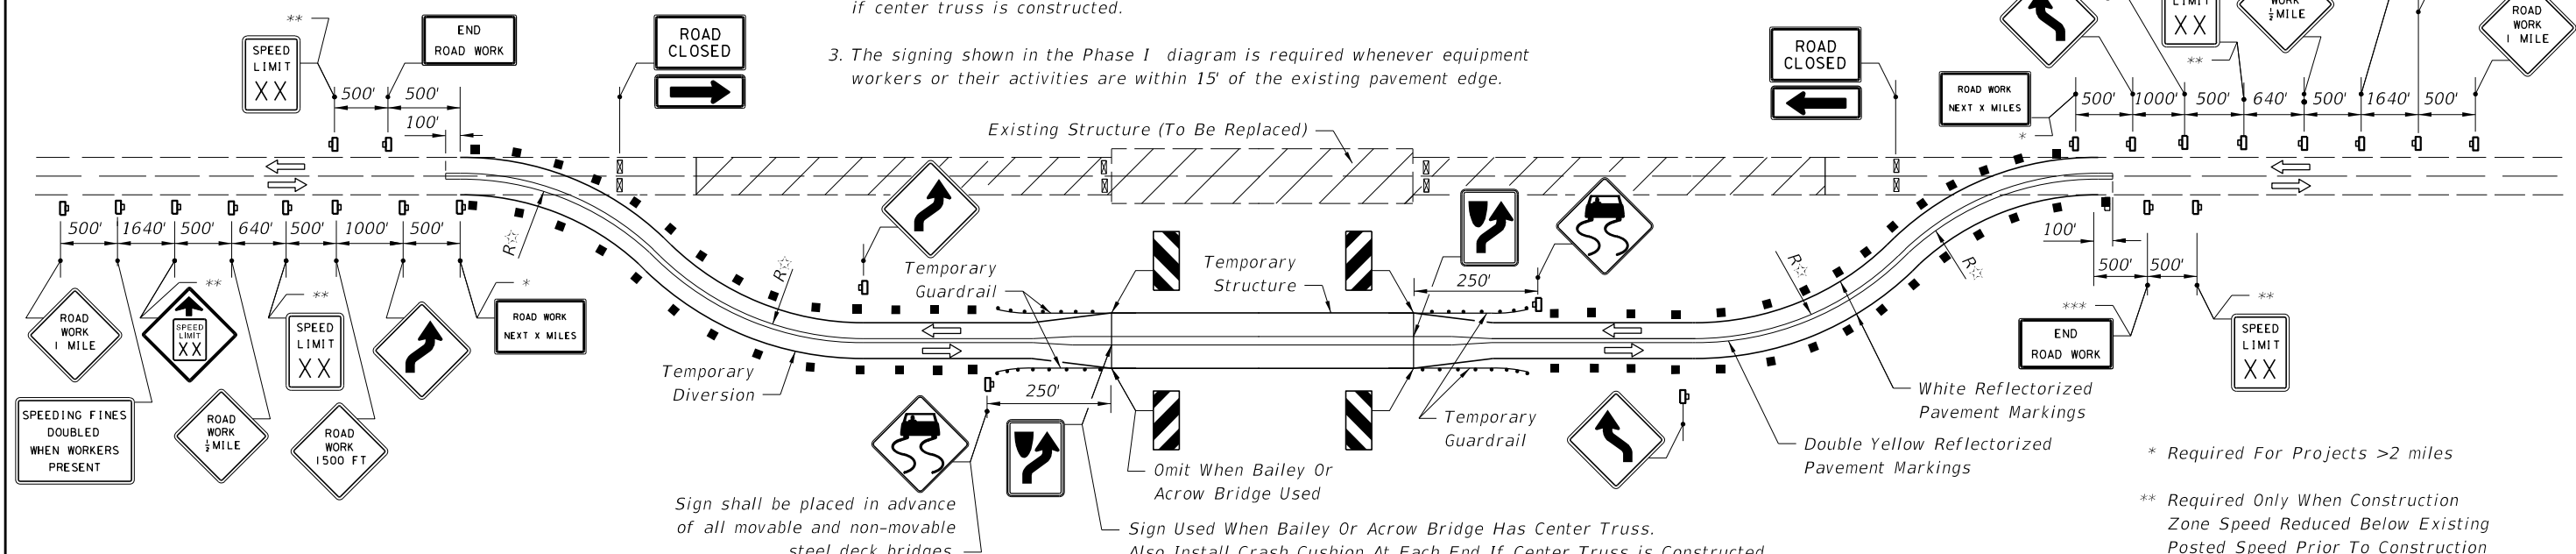 if center truss is constructed.
3. The signing shown in the Phase I diagram is required whenever equipment
workers or their activities are within 15' of the existing pavement edge.
**
SPEED
LIMIT
XX
END
ROAD WORK
ROAD
CLOSED
500'
500'
100'
Existing Structure (To Be Replaced)
ROAD
CLOSED
ROAD WORK
NEXT X MILES
*
LIMIT
XX
**
WORK
½MILE
ROAD
WORK
1 MILE
500'
1000'
500'
640'
500'
1640'
500'
500'
1640'
500'
640'
500'
1000'
500'
R☆
R☆
R☆
R☆
ROAD
WORK
1 MILE
**
SPEED
LIMIT
XX
**
SPEED
LIMIT
XX
*
ROAD WORK
NEXT X MILES
SPEEDING FINES
DOUBLED
WHEN WORKERS
PRESENT
ROAD
WORK
½MILE
ROAD
WORK
1500 FT
Temporary
Guardrail
Temporary
Structure
250'
Temporary
Diversion
250'
Temporary
Guardrail
100'
500'
500'
***
END
ROAD WORK
**
SPEED
LIMIT
XX
White Reflectorized
Pavement Markings
Double Yellow Reflectorized
Pavement Markings
Omit When Bailey Or
Acrow Bridge Used
Sign shall be placed in advance
of all movable and non-movable
steel deck bridges.
Sign Used When Bailey Or Acrow Bridge Has Center Truss.
Also Install Crash Cushion At Each End If Center Truss is Constructed
* Required For Projects >2 miles
** Required Only When Construction
Zone Speed Reduced Below Existing
Posted Speed Prior To Construction